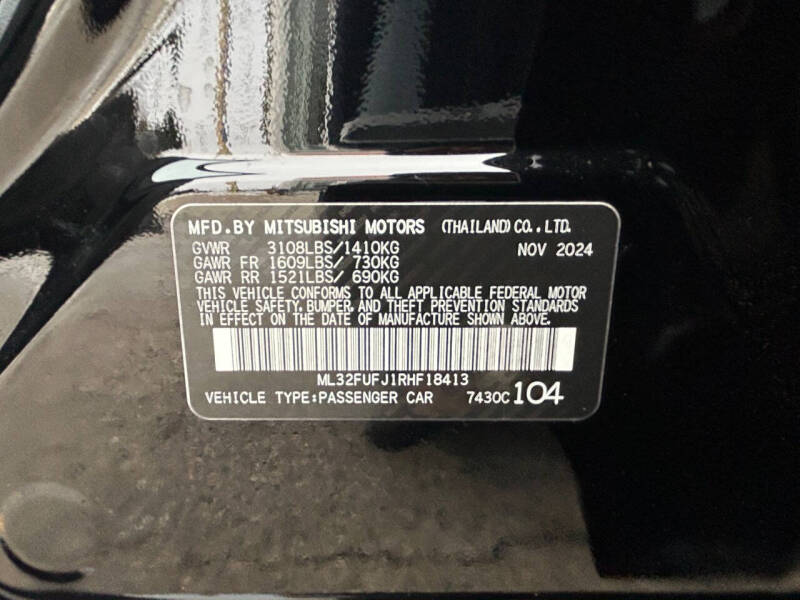 MFD. BY MITSUBISHI MOTORS (THAILAND) CO., LTD.
GVWR 3108LBS/1410KG NOV 2024
GAWR FR 1609LBS/ 730KG
GAWR RR 1521LBS/ 690KG
THIS VEHICLE CONFORMS TO ALL APPLICABLE FEDERAL MOTOR
VEHICLE SAFETY, BUMPER, AND THEFT PREVENTION STANDARDS
IN EFFECT ON THE DATE OF MANUFACTURE SHOWN ABOVE.
ML32FUFJ1RHF18413
VEHICLE TYPE:PASSENGER CAR 7430C 104